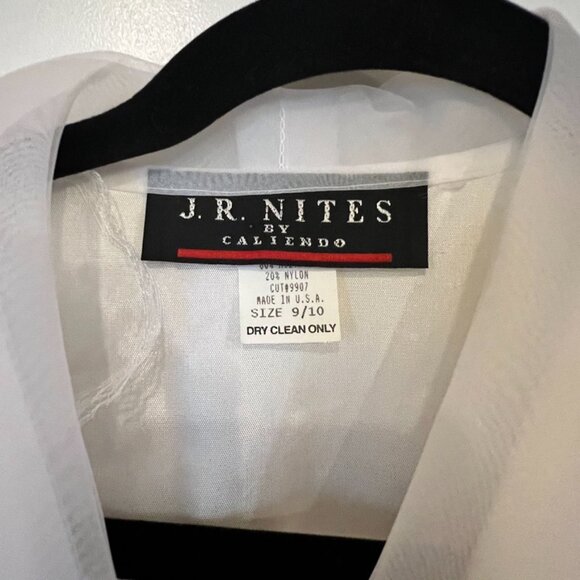 J.R. NITES
BY
CALIENDO
20% NYLON
CUT#9907
MADE IN U.S.A.
SIZE 9/10
DRY CLEAN ONLY